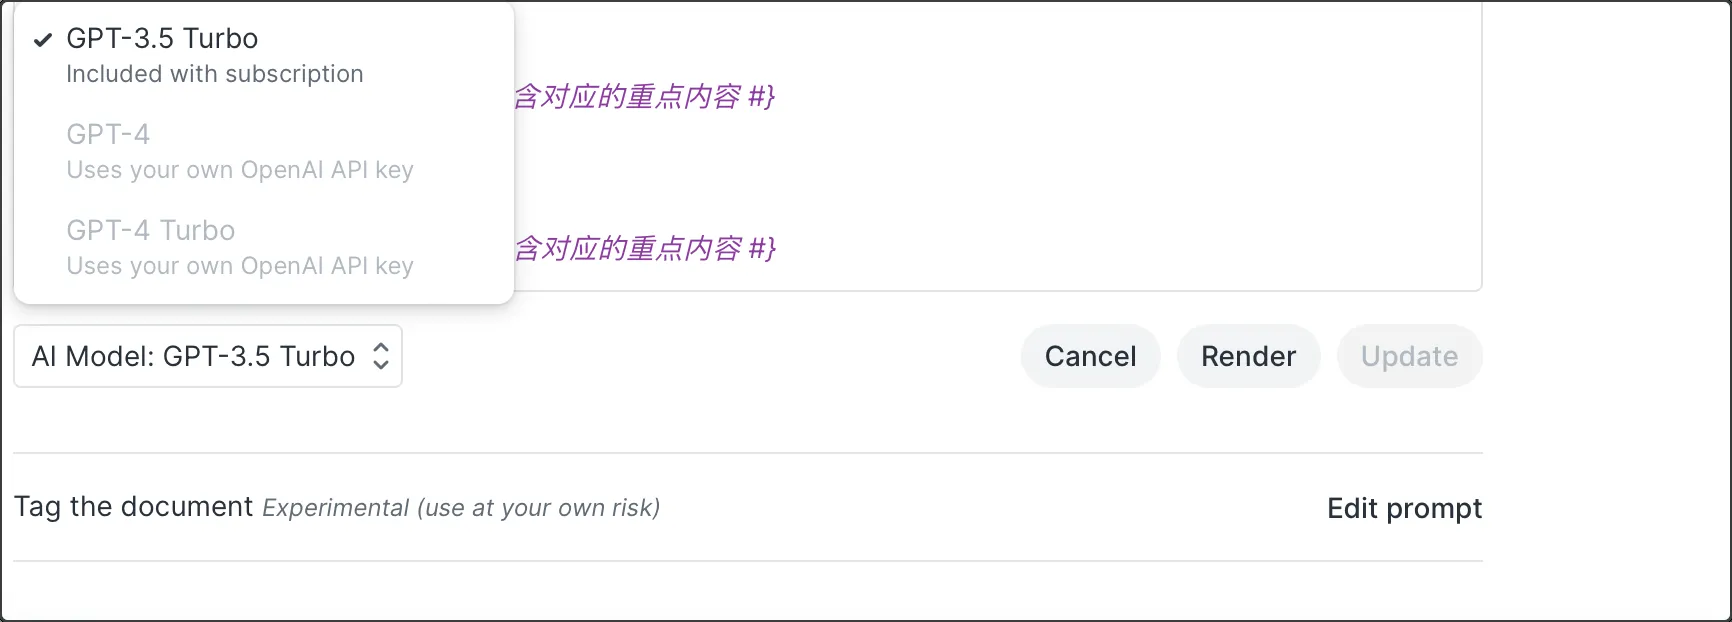 GPT-3.5 Turbo
Included with subscription
含对应的重点内容 #}
GPT-4
Uses your own OpenAI API key
GPT-4 Turbo
含对应的重点内容 #}
Uses your own OpenAI API key
AI Model: GPT-3.5 Turbo
Cancel
Render
Update
Tag the document Experimental (use at your own risk)
Edit prompt